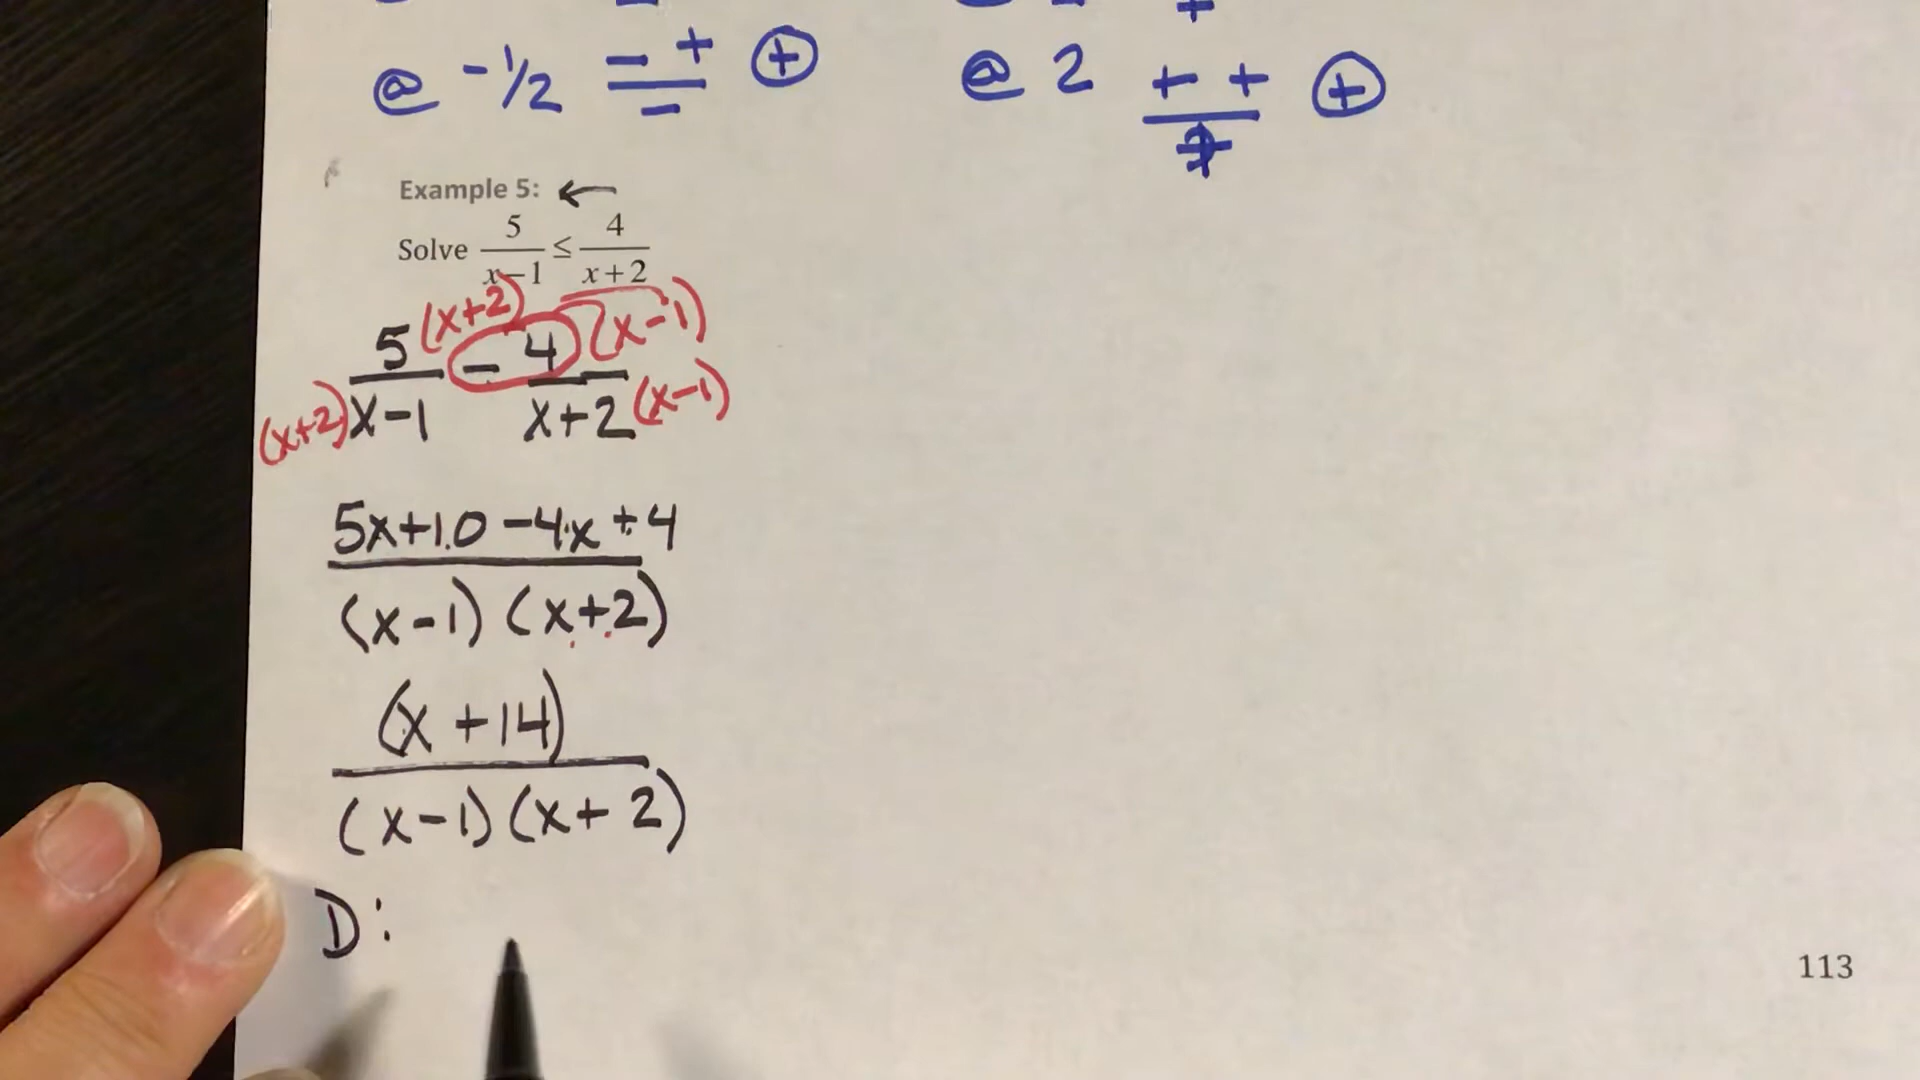 @ -1/2 - + / - ⊕
@ 2 + + / + ⊕
Example 5: ←
Solve 5/(x-1) ≤ 4/(x+2)
5(x+2) - 4(x-1)
(x+2) x-1 x+2 (x-1)
5x+10 -4x +4
(x-1) (x+2)
(x +14)
(x-1) (x+ 2)
D:
113